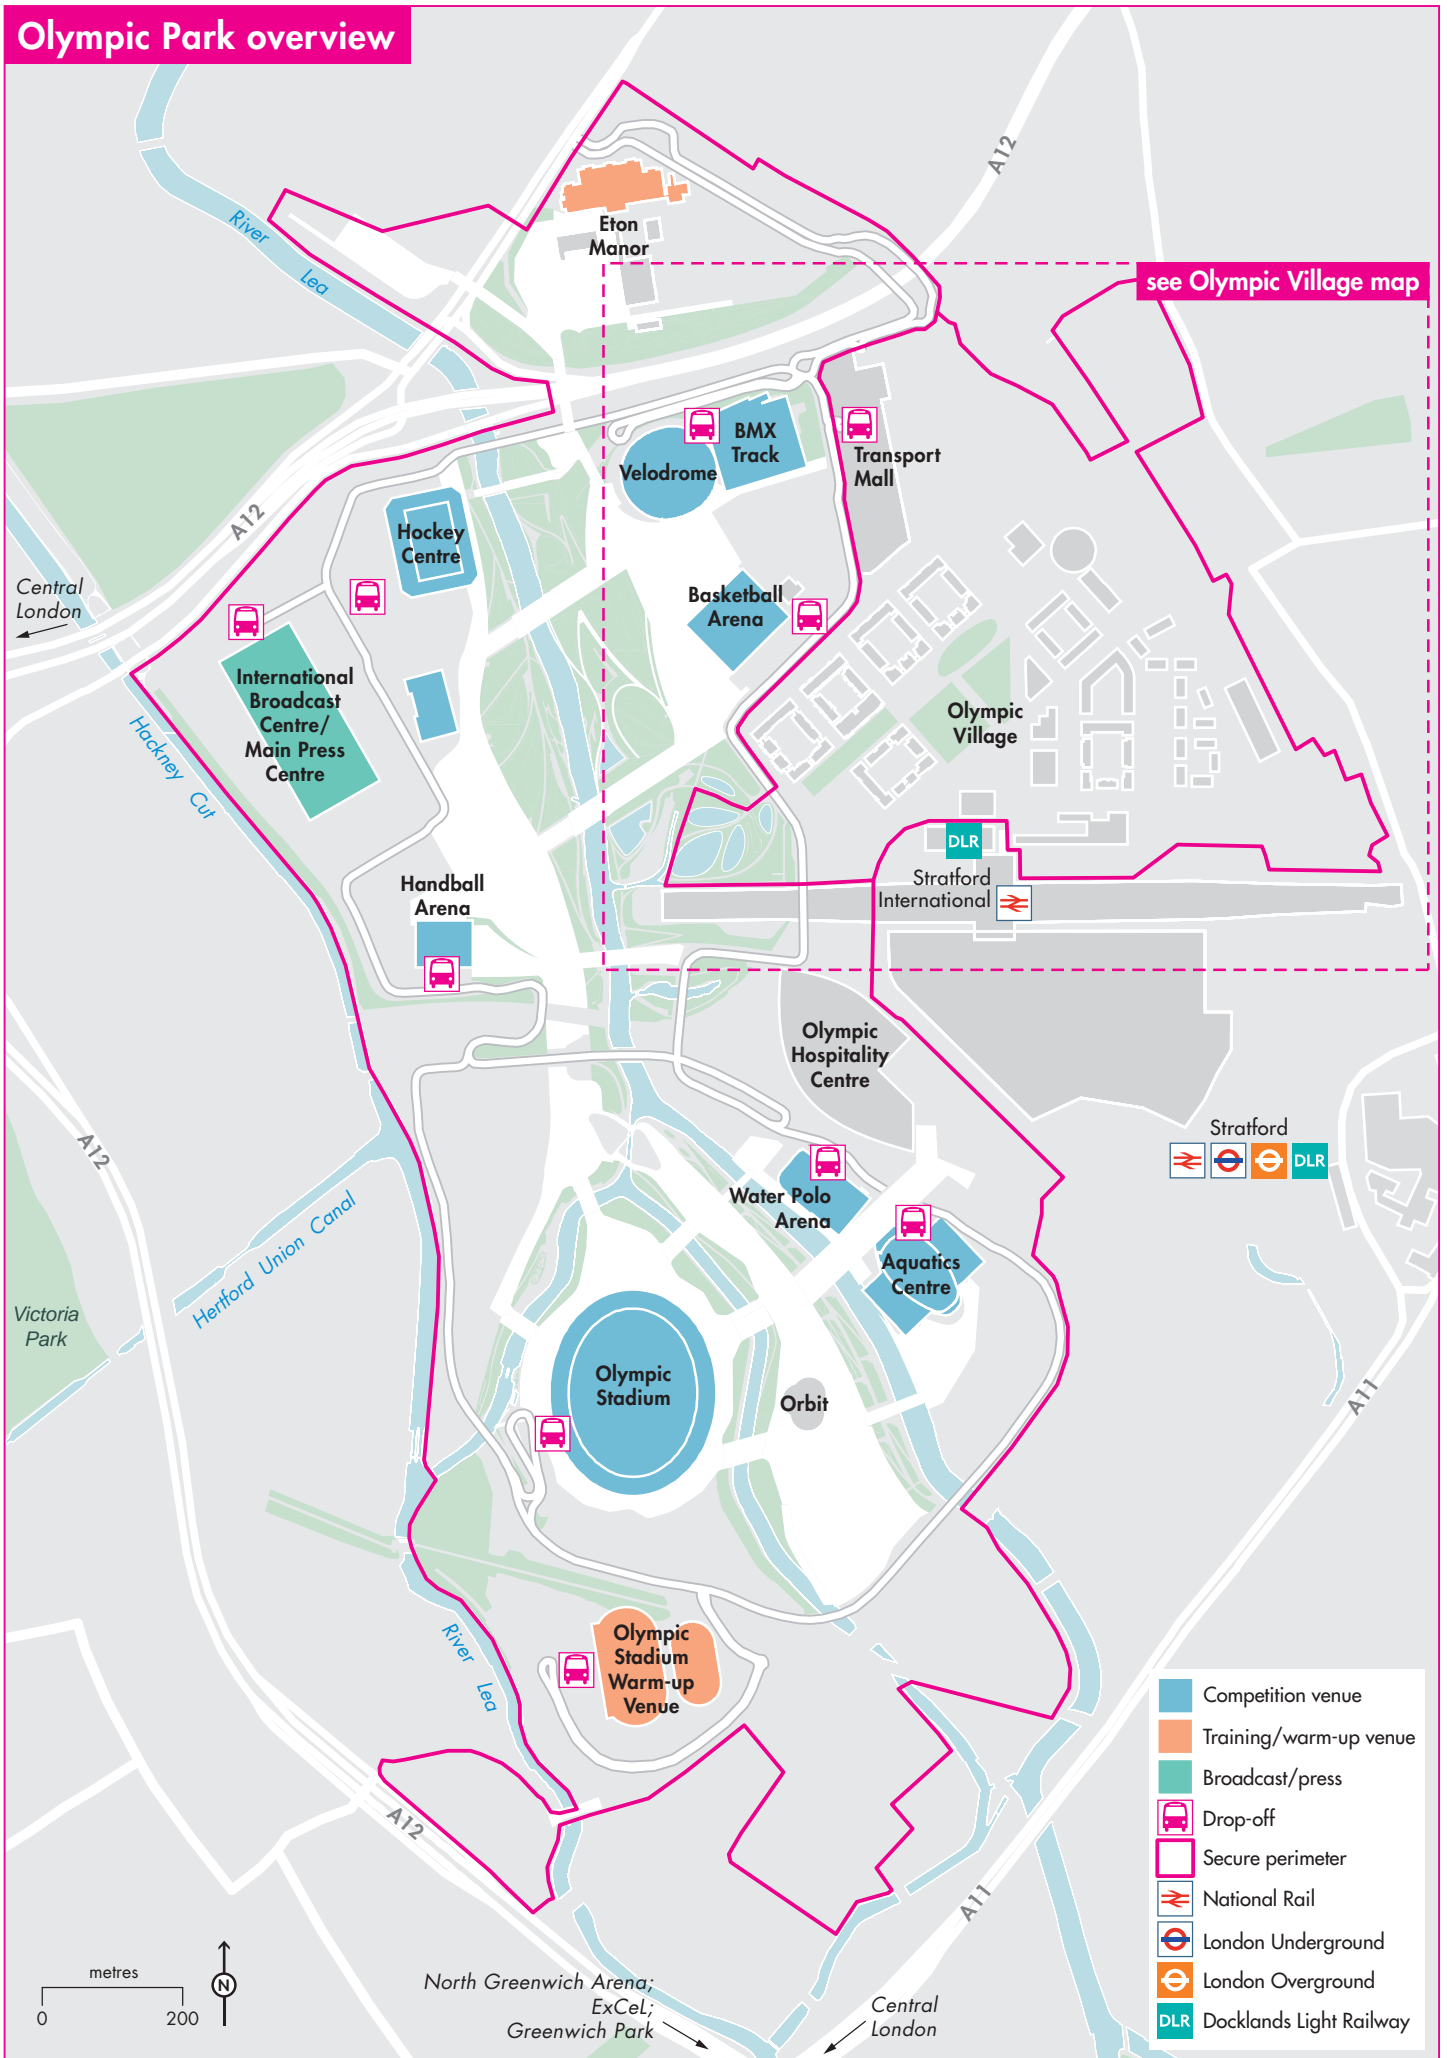 Olympic Park overview
A12
River
Lea
Eton
Manor
see Olympic Village map
BMX
Track
Velodrome
Transport
Mall
A12
Hockey
Centre
Central
London
Basketball
Arena
International
Broadcast
Centre/
Main Press
Centre
Olympic
Village
Hackney Cut
DLR
Stratford
International
Handball
Arena
Olympic
Hospitality
Centre
A12
Stratford
DLR
Water Polo
Arena
Hertford Union Canal
Aquatics
Centre
Victoria
Park
Olympic
Stadium
Orbit
A11
River
Lea
Olympic
Stadium
Warm-up
Venue
A12
A11
Competition venue
Training/warm-up venue
Broadcast/press
Drop-off
Secure perimeter
National Rail
London Underground
London Overground
DLR Docklands Light Railway
metres
0 200
N
North Greenwich Arena;
ExCeL;
Greenwich Park
Central
London